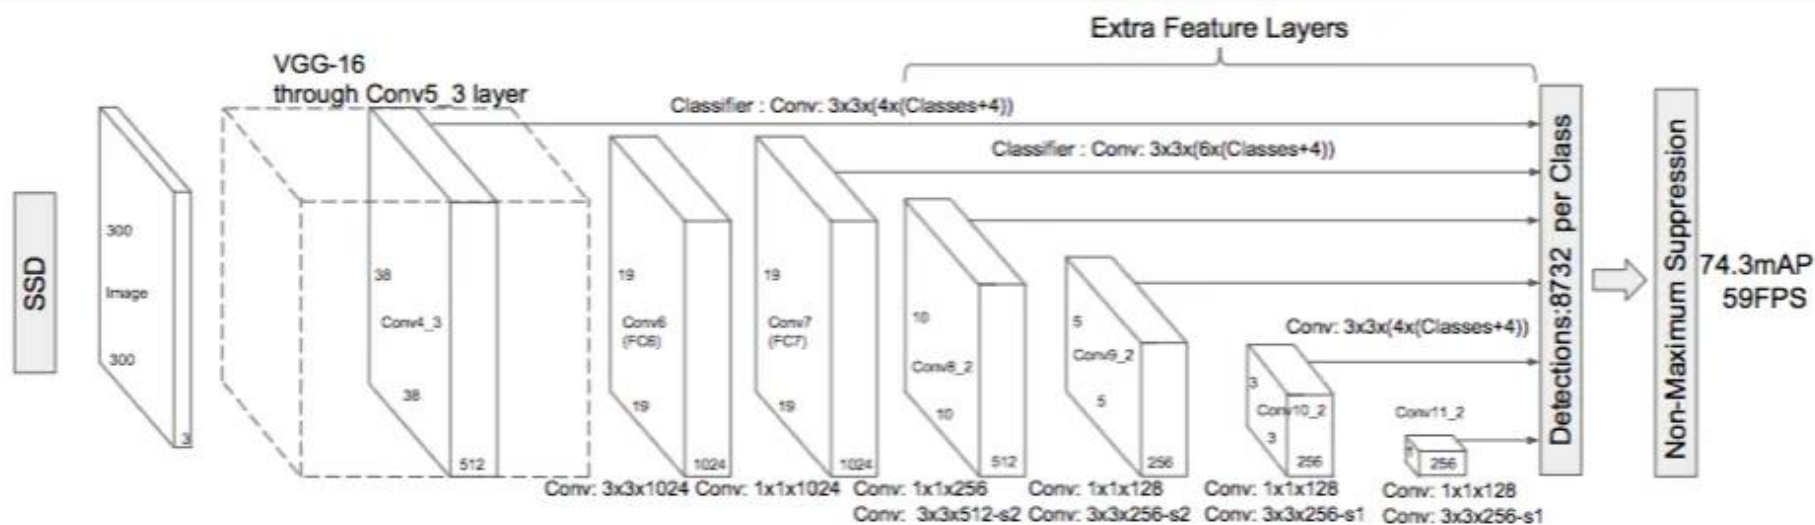 Extra Feature Layers
VGG-16
through Conv5_3 layer
Classifier : Conv: 3x3x(4x(Classes+4))
Classifier : Conv: 3x3x(6x(Classes+4))
SSD
300
Image
300
3
38
Conv4_3
38
512
19
Conv6
(FC6)
19
1024
19
Conv7
(FC7)
19
1024
10
Conv8_2
10
512
5
Conv9_2
5
256
Conv: 3x3x(4x(Classes+4))
3
Conv10_2
3
256
Conv11_2
1
256
Detections:8732 per Class
Non-Maximum Suppression
74.3mAP
59FPS
Conv: 3x3x1024
Conv: 1x1x1024
Conv: 1x1x256
Conv: 3x3x512-s2
Conv: 1x1x128
Conv: 3x3x256-s2
Conv: 1x1x128
Conv: 3x3x256-s1
Conv: 1x1x128
Conv: 3x3x256-s1